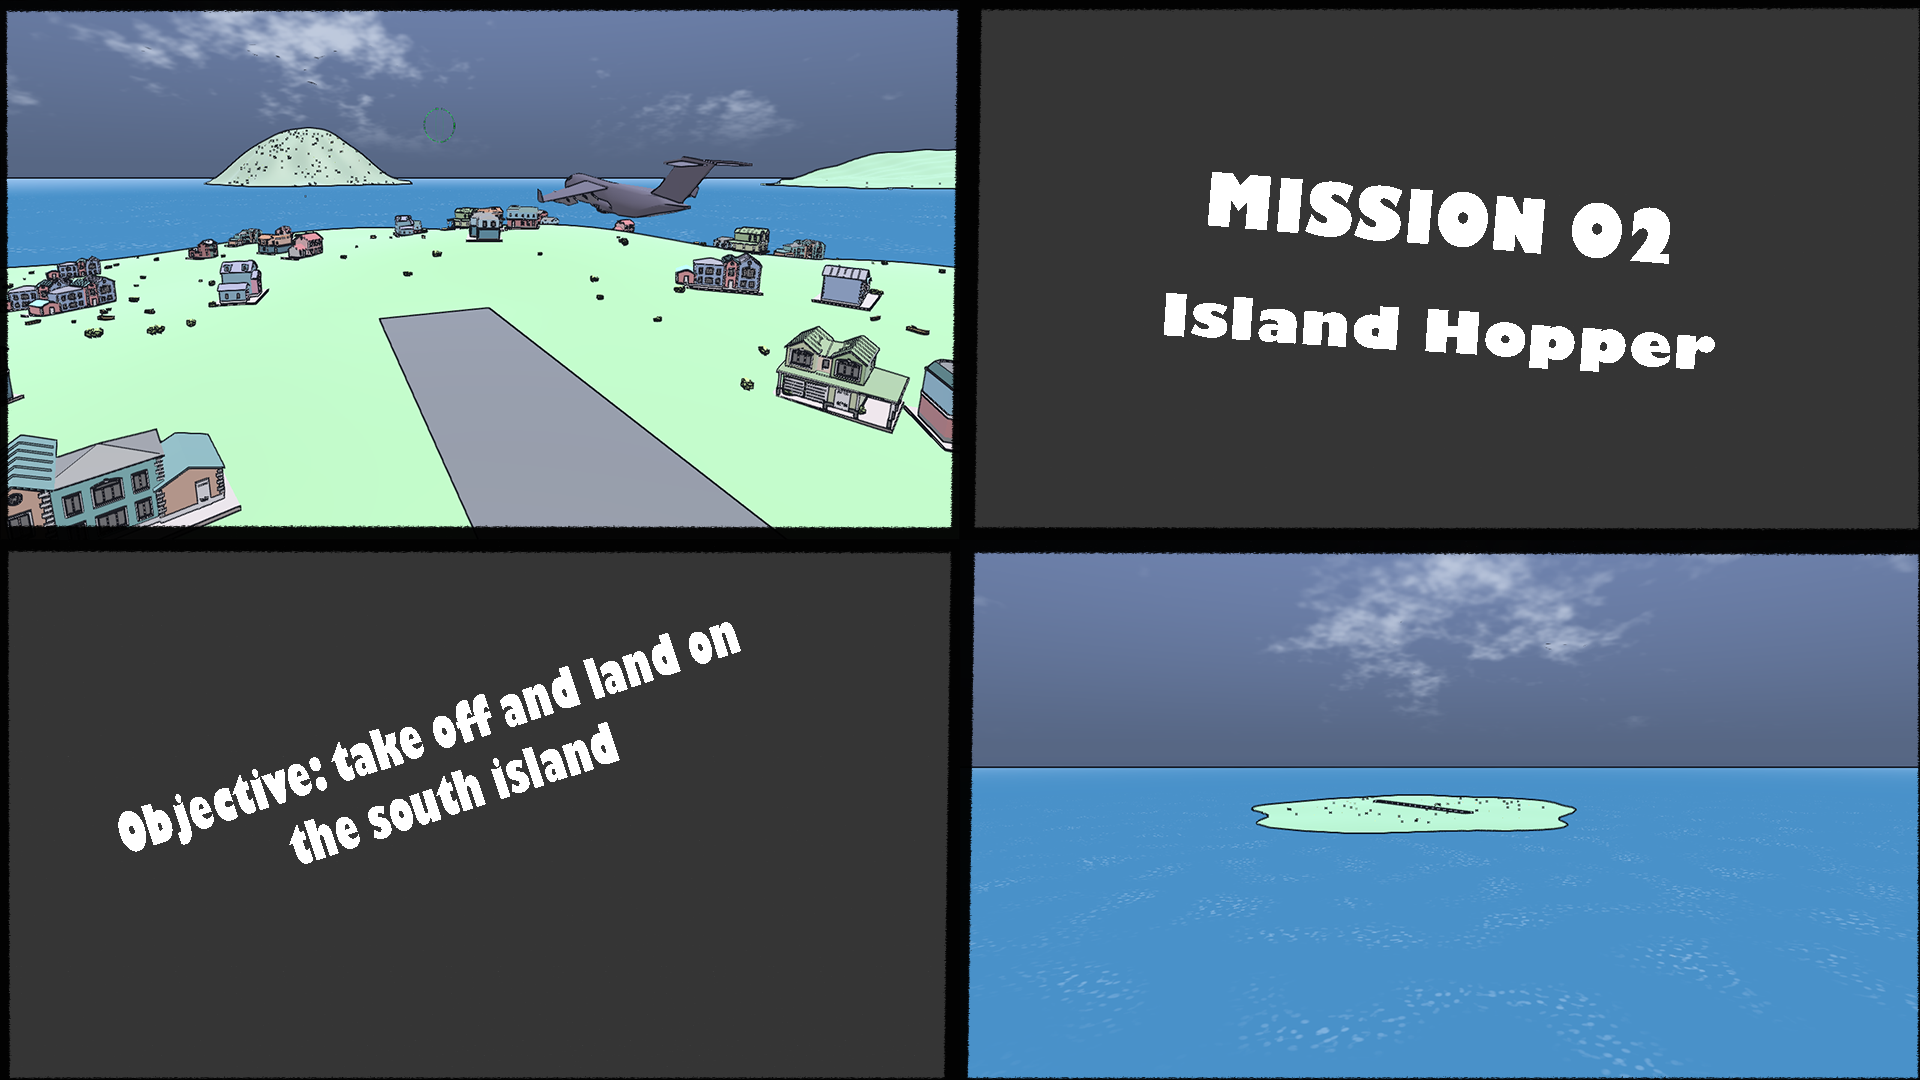 MISSION 02
Island Hopper
Objective: take off and land on
the south island